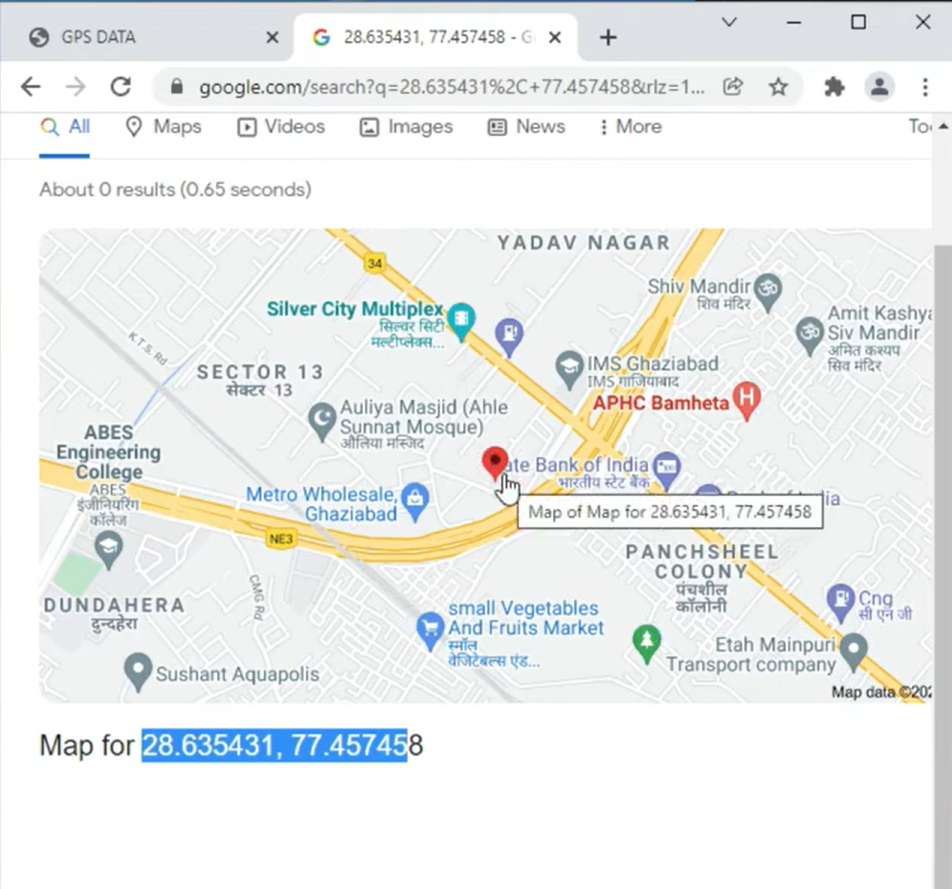 GPS DATA
28.635431, 77.457458 - G
google.com/search?q=28.635431%2C+77.457458&rlz=1...
All
Maps
Videos
Images
News
More
About 0 results (0.65 seconds)
YADAV NAGAR
34
Shiv Mandir
शिव मंदिर
Silver City Multiplex
सिल्वर सिटी
मल्टीप्लेक्स...
Amit Kashya
Siv Mandir
अमित कश्यप
सिव मंदिर
K.T.S. Rd
SECTOR 13
सेक्टर 13
IMS Ghaziabad
IMS गाजियाबाद
APHC Bamheta
H
Auliya Masjid (Ahle
Sunnat Mosque)
औलिया मस्जिद
ABES
Engineering
College
ABES
इंजीनियरिंग
कॉलेज
ate Bank of India
भारतीय स्टेट बैंक
Metro Wholesale,
Ghaziabad
Map of Map for 28.635431, 77.457458
NE3
PANCHSHEEL
COLONY
पंचशील
कॉलोनी
CMG Rd
DUNDAHERA
दुन्दहेरा
small Vegetables
And Fruits Market
स्मॉल
वेजिटेबल्स एंड...
Cng
सी एन जी
Etah Mainpuri
Transport company
Sushant Aquapolis
Map data ©202
Map for 28.635431, 77.457458